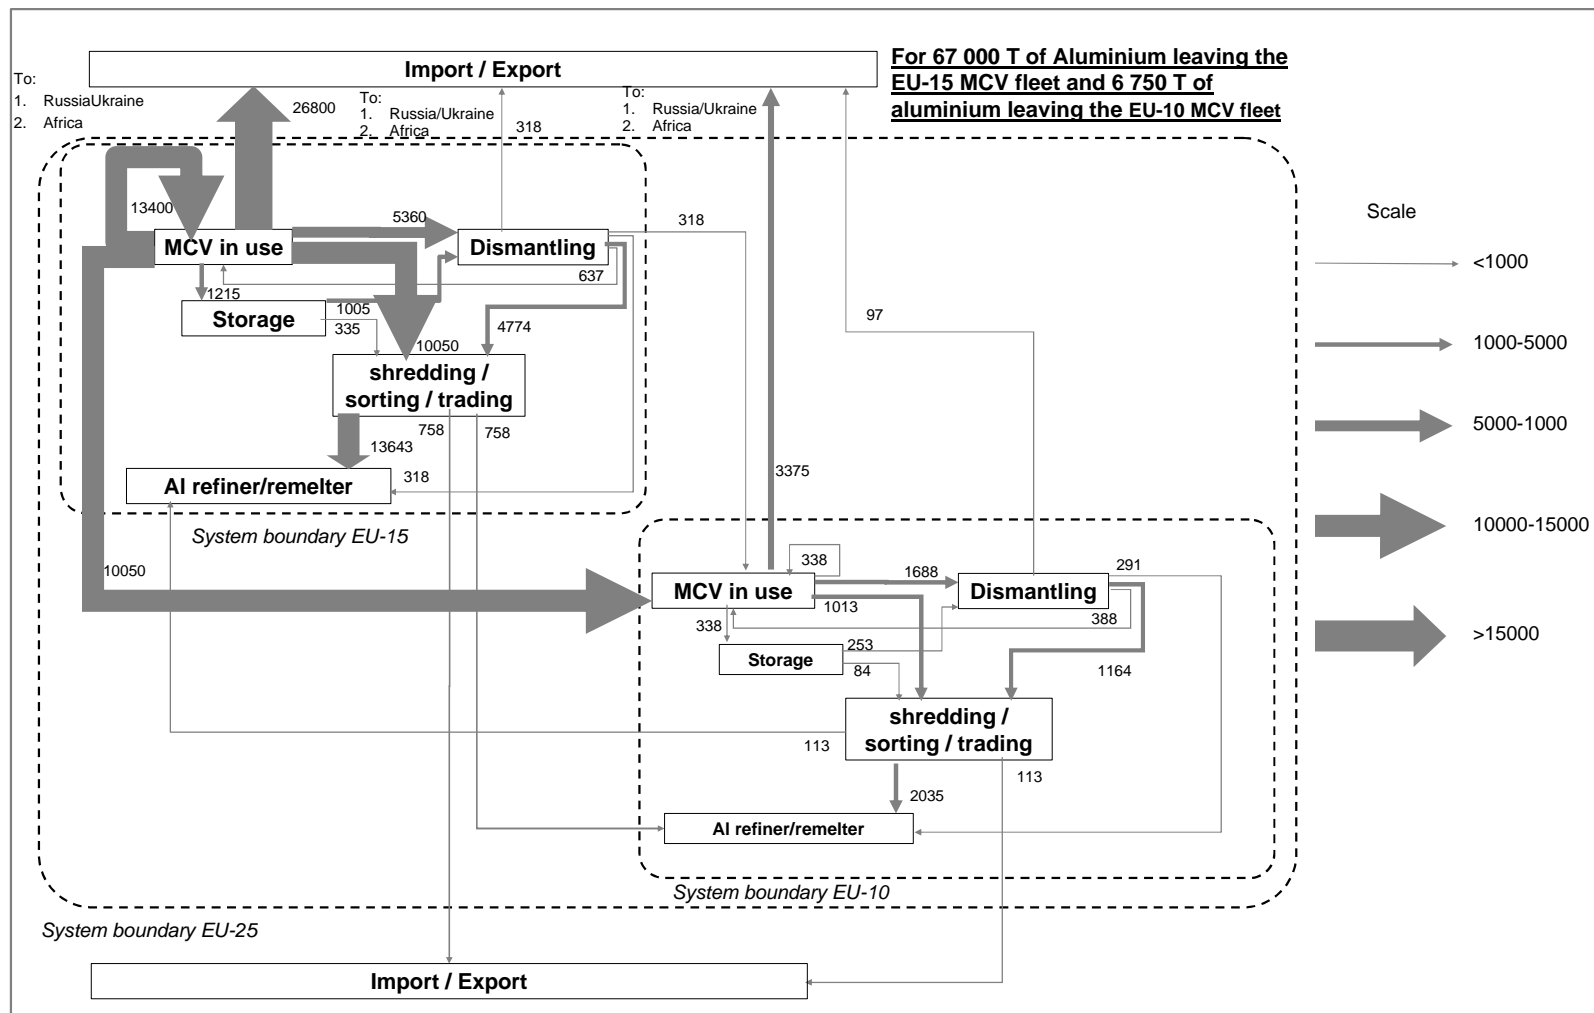 Import / Export
For 67 000 T of Aluminium leaving the
EU-15 MCV fleet and 6 750 T of
aluminium leaving the EU-10 MCV fleet
To:
1. RussiaUkraine
2. Africa
26800
To:
1. Russia/Ukraine
2. Africa
318
To:
1. Russia/Ukraine
2. Africa
13400
MCV in use
5360
Dismantling
318
637
1215
Storage
1005
335
4774
10050
shredding /
sorting / trading
758
758
13643
318
AI refiner/remelter
System boundary EU-15
10050
97
3375
338
MCV in use
1688
1013
Dismantling
291
388
338
Storage
253
84
1164
shredding /
sorting / trading
113
113
2035
AI refiner/remelter
System boundary EU-10
System boundary EU-25
Import / Export
Scale
<1000
1000-5000
5000-1000
10000-15000
>15000